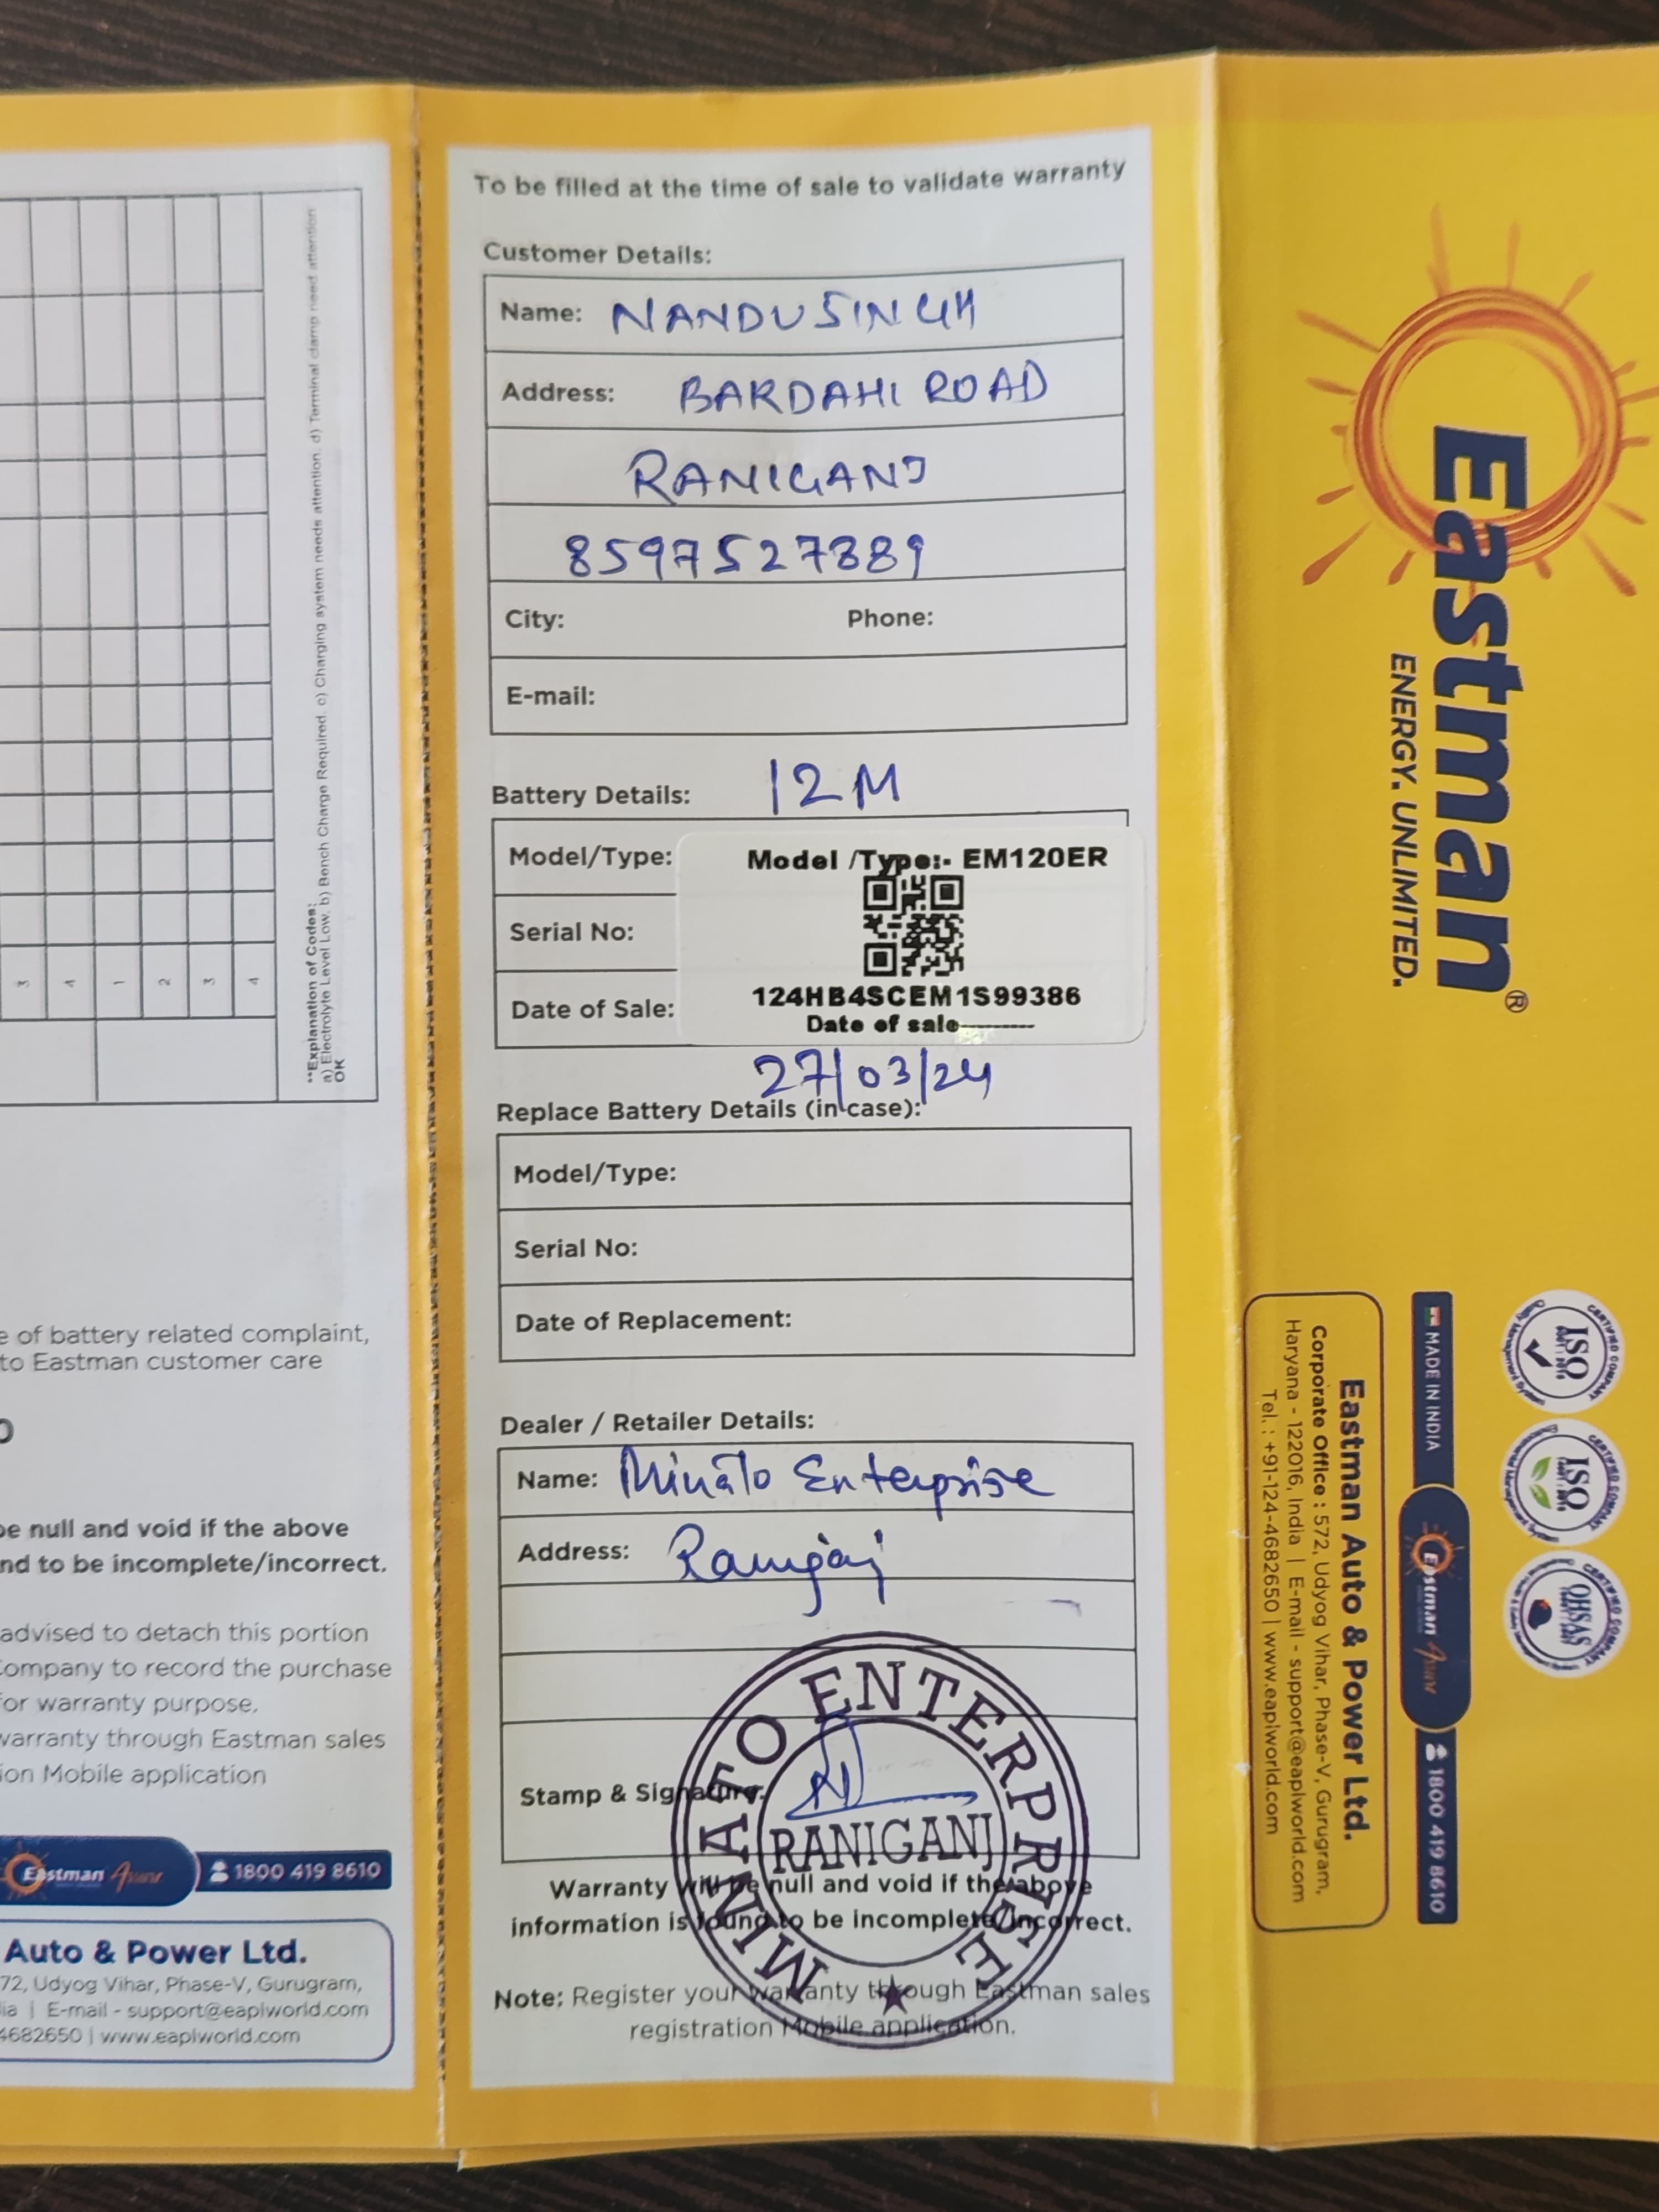 3
4
1
2
3
4
**Explanation of Codes:
a) Electrolyte Level Low. b) Bench Charge Required. c) Charging system needs attention. d) Terminal clamp need attention
OK
e of battery related complaint,
to Eastman customer care
be null and void if the above
nd to be incomplete/incorrect.
advised to detach this portion
Company to record the purchase
for warranty purpose.
warranty through Eastman sales
ion Mobile application
Eastman Assure 1800 419 8610
Auto & Power Ltd.
72, Udyog Vihar, Phase-V, Gurugram,
ia | E-mail - support@eaplworld.com
4682650 | www.eaplworld.com
To be filled at the time of sale to validate warranty
Customer Details:
Name: NANDU SINGH
Address: BARDAHI ROAD
RANIGANJ
8597527889
City: Phone:
E-mail:
Battery Details: 12M
Model/Type: Model /Type:- EM120ER
Serial No:
124HB4SCEM1S99386
Date of Sale: Date of sale
27/03/24
Replace Battery Details (in case):
Model/Type:
Serial No:
Date of Replacement:
Dealer / Retailer Details:
Name: Minato Enterprise
Address: Raniganj
Stamp & Signature:
MINATO ENTERPRISE
RANIGANJ
Warranty will be null and void if the above
information is found to be incomplete/incorrect.
Note: Register your warranty through Eastman sales
registration Mobile application.
Eastman®
ENERGY. UNLIMITED.
CERTIFIED COMPANY
ISO
Quality Management System
CERTIFIED COMPANY
ISO
CERTIFIED COMPANY
OHSAS
MADE IN INDIA Eastman Assure 1800 419 8610
Eastman Auto & Power Ltd.
Corporate Office : 572, Udyog Vihar, Phase-V, Gurugram,
Haryana - 122016, India | E-mail - support@eaplworld.com
Tel. : +91-124-4682650 | www.eaplworld.com